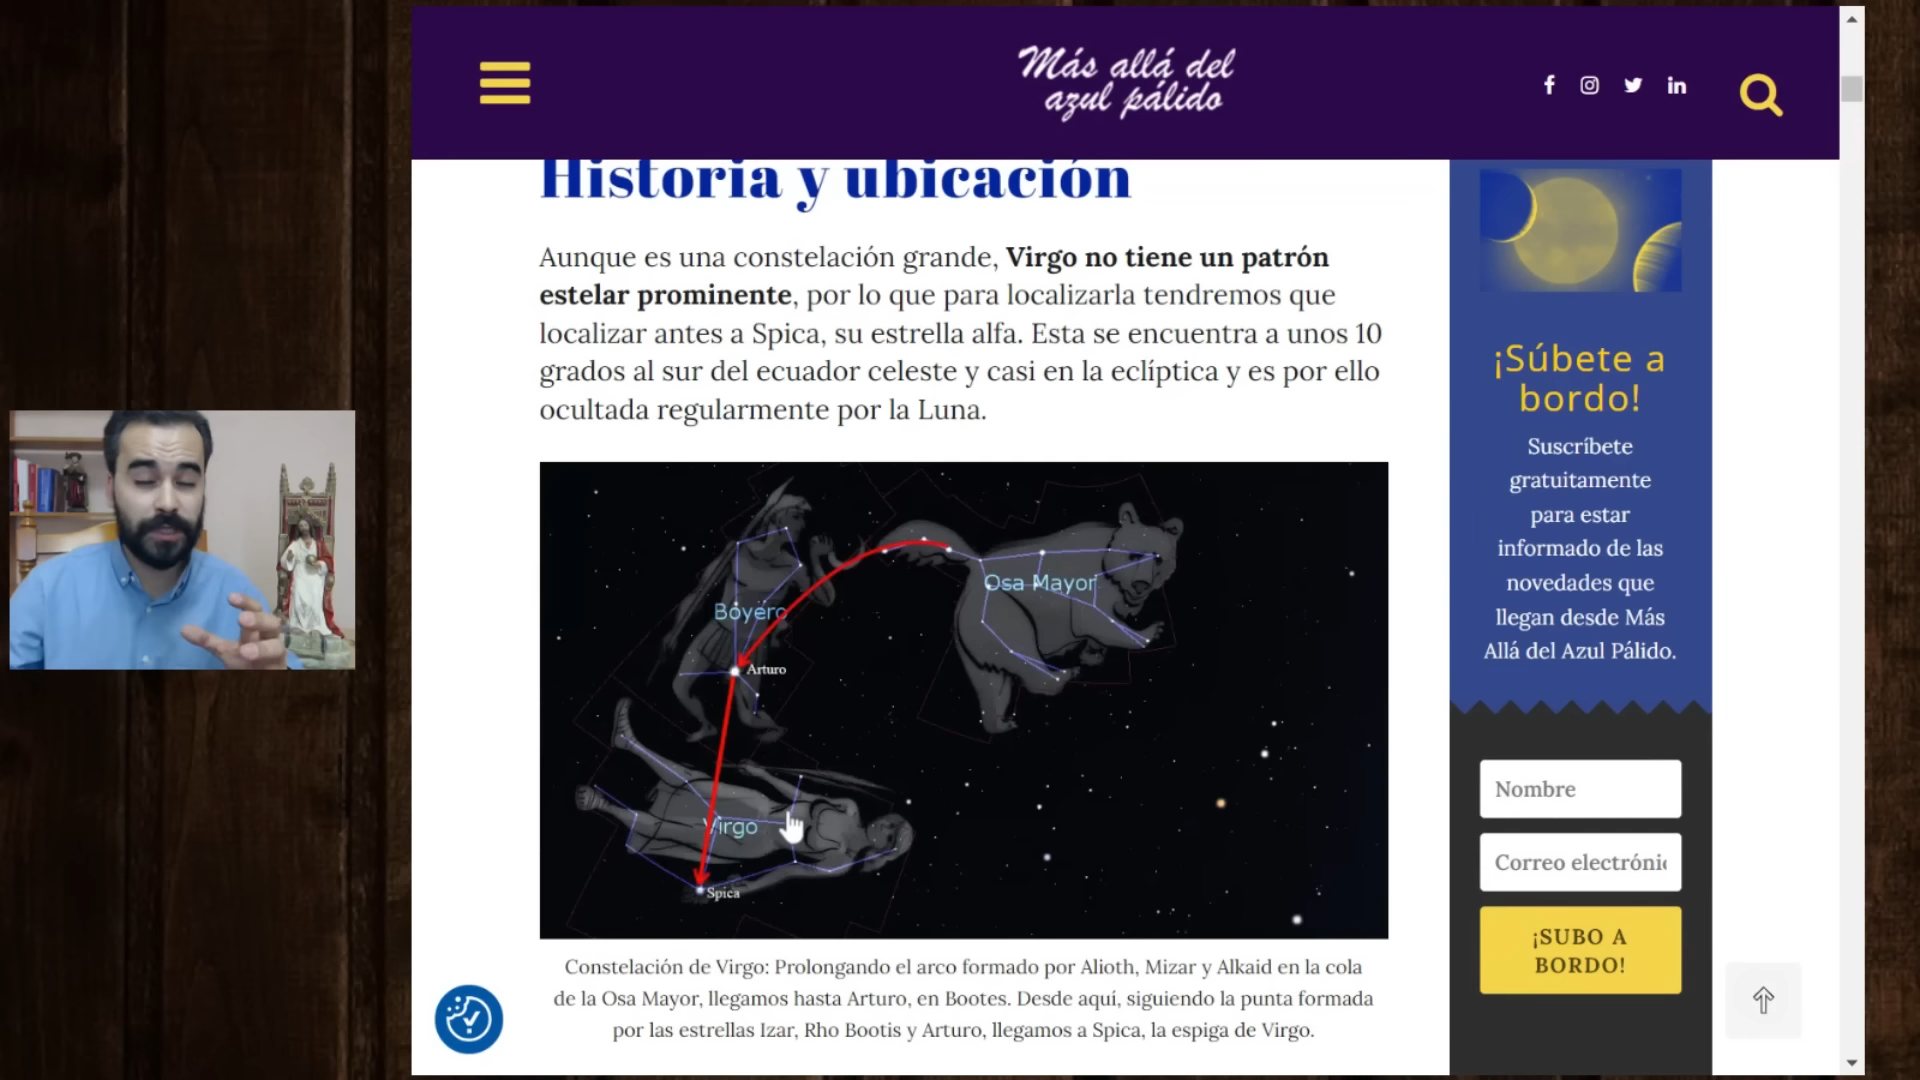 Más allá del
azul pálido
Historia y ubicación
Aunque es una constelación grande, Virgo no tiene un patrón
estelar prominente, por lo que para localizarla tendremos que
localizar antes a Spica, su estrella alfa. Esta se encuentra a unos 10
grados al sur del ecuador celeste y casi en la eclíptica y es por ello
ocultada regularmente por la Luna.
Osa Mayor
Boyero
Arturo
Virgo
Spica
Constelación de Virgo: Prolongando el arco formado por Alioth, Mizar y Alkaid en la cola
de la Osa Mayor, llegamos hasta Arturo, en Bootes. Desde aquí, siguiendo la punta formada
por las estrellas Izar, Rho Bootis y Arturo, llegamos a Spica, la espiga de Virgo.
¡Súbete a
bordo!
Suscríbete
gratuitamente
para estar
informado de las
novedades que
llegan desde Más
Allá del Azul Pálido.
Nombre
Correo electrónic
¡SUBO A
BORDO!